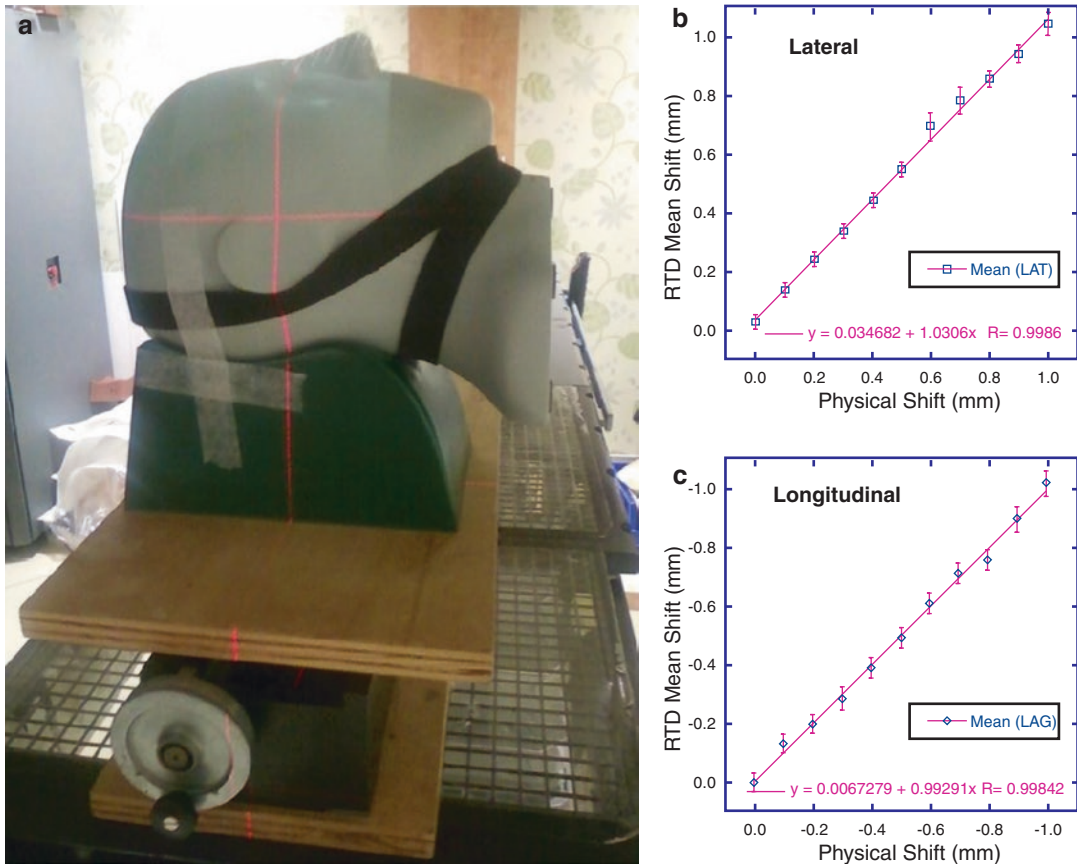 a
b
Lateral
RTD Mean Shift (mm)
1.0
0.8
0.6
0.4
0.2
0.0
Mean (LAT)
y = 0.034682 + 1.0306x R= 0.9986
0.0 0.2 0.4 0.6 0.8 1.0
Physical Shift (mm)
c
Longitudinal
RTD Mean Shift (mm)
-1.0
-0.8
-0.6
-0.4
-0.2
0.0
Mean (LAG)
y = 0.0067279 + 0.99291x R= 0.99842
0.0 -0.2 -0.4 -0.6 -0.8 -1.0
Physical Shift (mm)